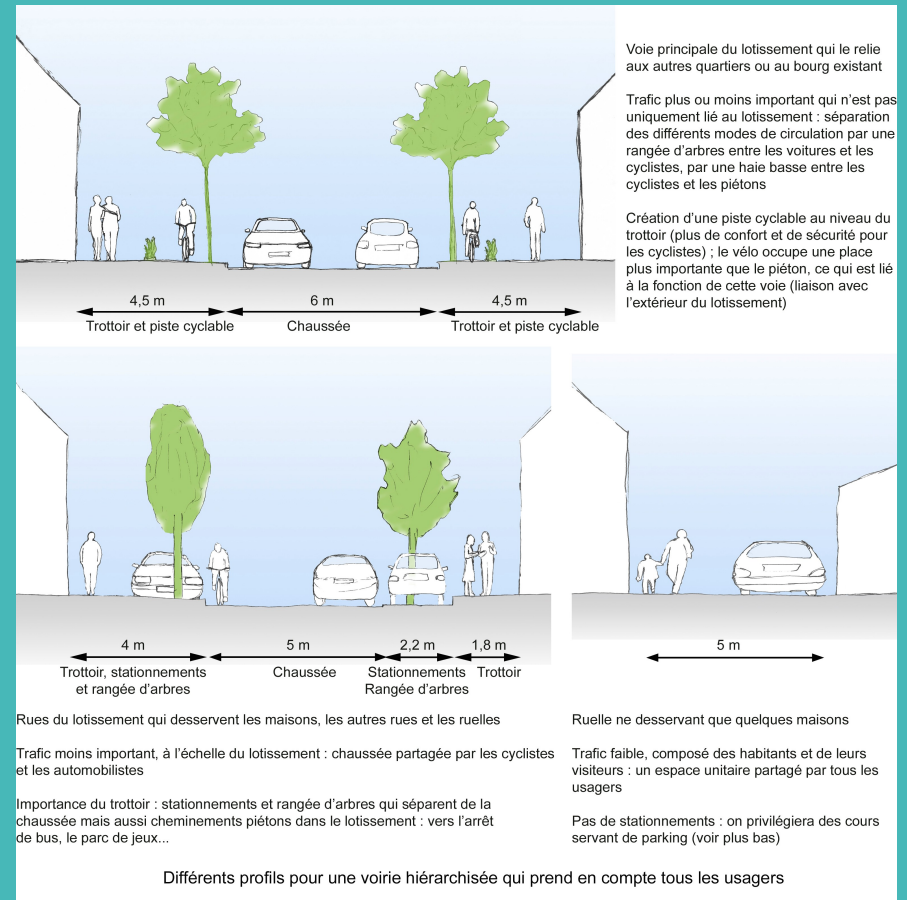 Voie principale du lotissement qui le relie
aux autres quartiers ou au bourg existant
Trafic plus ou moins important qui n’est pas
uniquement lié au lotissement : séparation
des différents modes de circulation par une
rangée d’arbres entre les voitures et les
cyclistes, par une haie basse entre les
cyclistes et les piétons
Création d’une piste cyclable au niveau du
trottoir (plus de confort et de sécurité pour
les cyclistes) ; le vélo occupe une place
plus importante que le piéton, ce qui est lié
à la fonction de cette voie (liaison avec
l’extérieur du lotissement)
4,5 m 6 m 4,5 m
Trottoir et piste cyclable Chaussée Trottoir et piste cyclable
4 m 5 m 2,2 m 1,8 m
Trottoir, stationnements Chaussée Stationnements Trottoir
et rangée d’arbres Rangée d’arbres
5 m
Rues du lotissement qui desservent les maisons, les autres rues et les ruelles
Trafic moins important, à l’échelle du lotissement : chaussée partagée par les cyclistes
et les automobilistes
Importance du trottoir : stationnements et rangée d’arbres qui séparent de la
chaussée mais aussi cheminements piétons dans le lotissement : vers l’arrêt
de bus, le parc de jeux...
Ruelle ne desservant que quelques maisons
Trafic faible, composé des habitants et de leurs
visiteurs : un espace unitaire partagé par tous les
usagers
Pas de stationnements : on privilégiera des cours
servant de parking (voir plus bas)
Différents profils pour une voirie hiérarchisée qui prend en compte tous les usagers